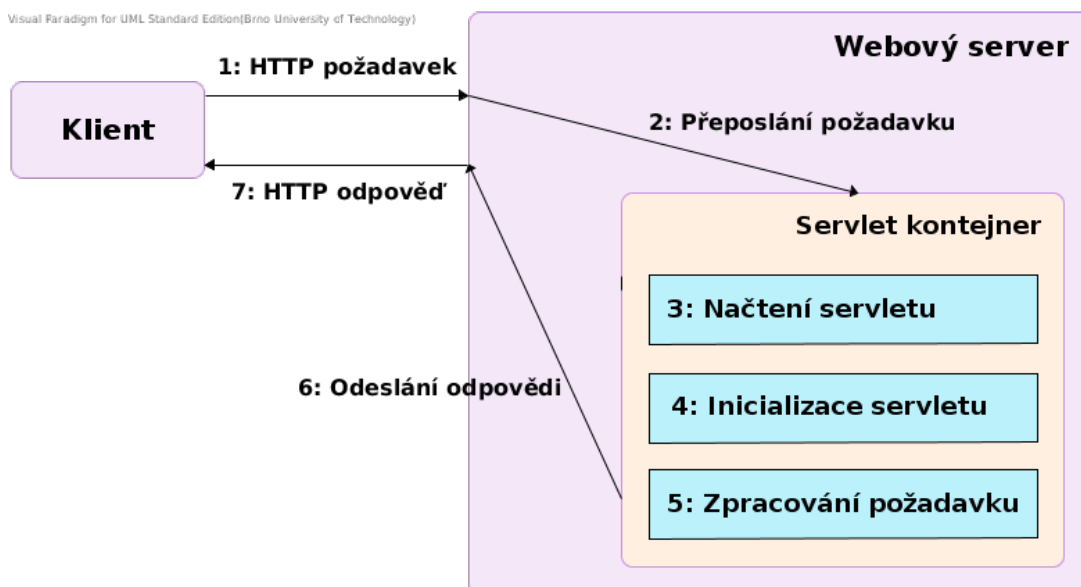 Visual Paradigm for UML Standard Edition(Brno University of Technology)
Webový server
1: HTTP požadavek
Klient
2: Přeposlání požadavku
7: HTTP odpověď
Servlet kontejner
3: Načtení servletu
6: Odeslání odpovědi
4: Inicializace servletu
5: Zpracování požadavku